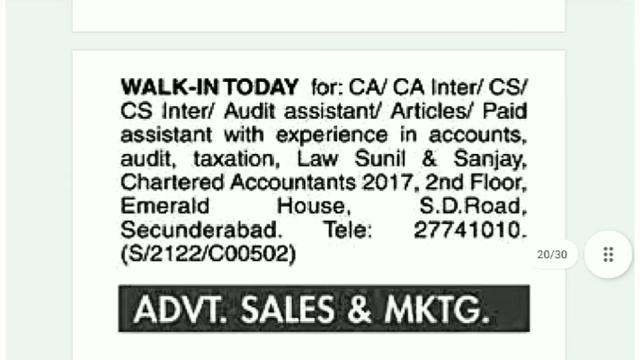 WALK-IN TODAY for: CA/ CA Inter/ CS/
CS Inter/ Audit assistant/ Articles/ Paid
assistant with experience in accounts,
audit, taxation, Law Sunil & Sanjay,
Chartered Accountants 2017, 2nd Floor,
Emerald House, S.D.Road,
Secunderabad. Tele: 27741010.
(S/2122/C00502)
20/30
ADVT. SALES & MKTG.